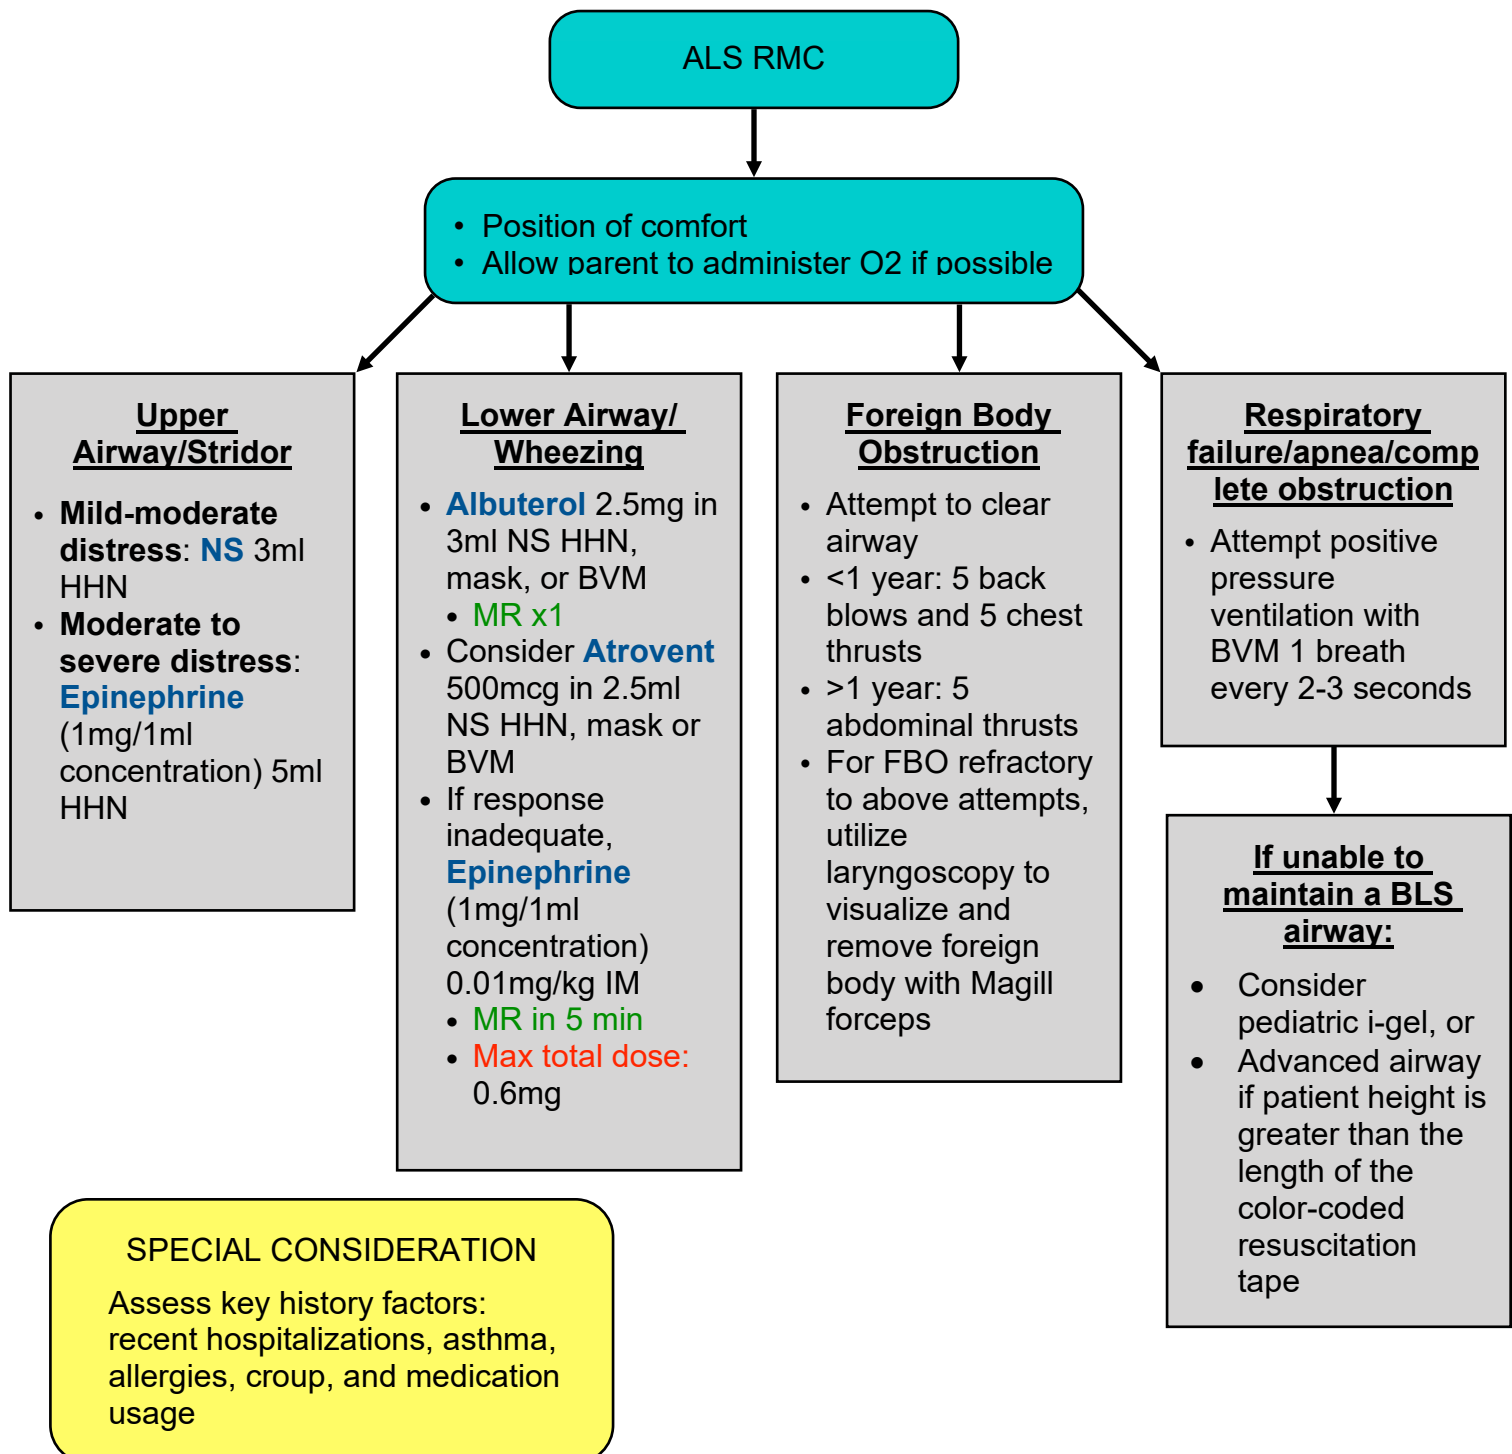 ALS RMC
• Position of comfort
• Allow parent to administer O2 if possible
Upper
Airway/Stridor
• Mild-moderate
distress: NS 3ml
HHN
• Moderate to
severe distress:
Epinephrine
(1mg/1ml
concentration) 5ml
HHN
Lower Airway/
Wheezing
• Albuterol 2.5mg in
3ml NS HHN,
mask, or BVM
• MR x1
• Consider Atrovent
500mcg in 2.5ml
NS HHN, mask or
BVM
• If response
inadequate,
Epinephrine
(1mg/1ml
concentration)
0.01mg/kg IM
• MR in 5 min
• Max total dose:
0.6mg
Foreign Body
Obstruction
• Attempt to clear
airway
• <1 year: 5 back
blows and 5 chest
thrusts
• >1 year: 5
abdominal thrusts
• For FBO refractory
to above attempts,
utilize
laryngoscopy to
visualize and
remove foreign
body with Magill
forceps
Respiratory
failure/apnea/comp
lete obstruction
• Attempt positive
pressure
ventilation with
BVM 1 breath
every 2-3 seconds
If unable to
maintain a BLS
airway:
• Consider
pediatric i-gel, or
• Advanced airway
if patient height is
greater than the
length of the
color-coded
resuscitation
tape
SPECIAL CONSIDERATION
Assess key history factors:
recent hospitalizations, asthma,
allergies, croup, and medication
usage